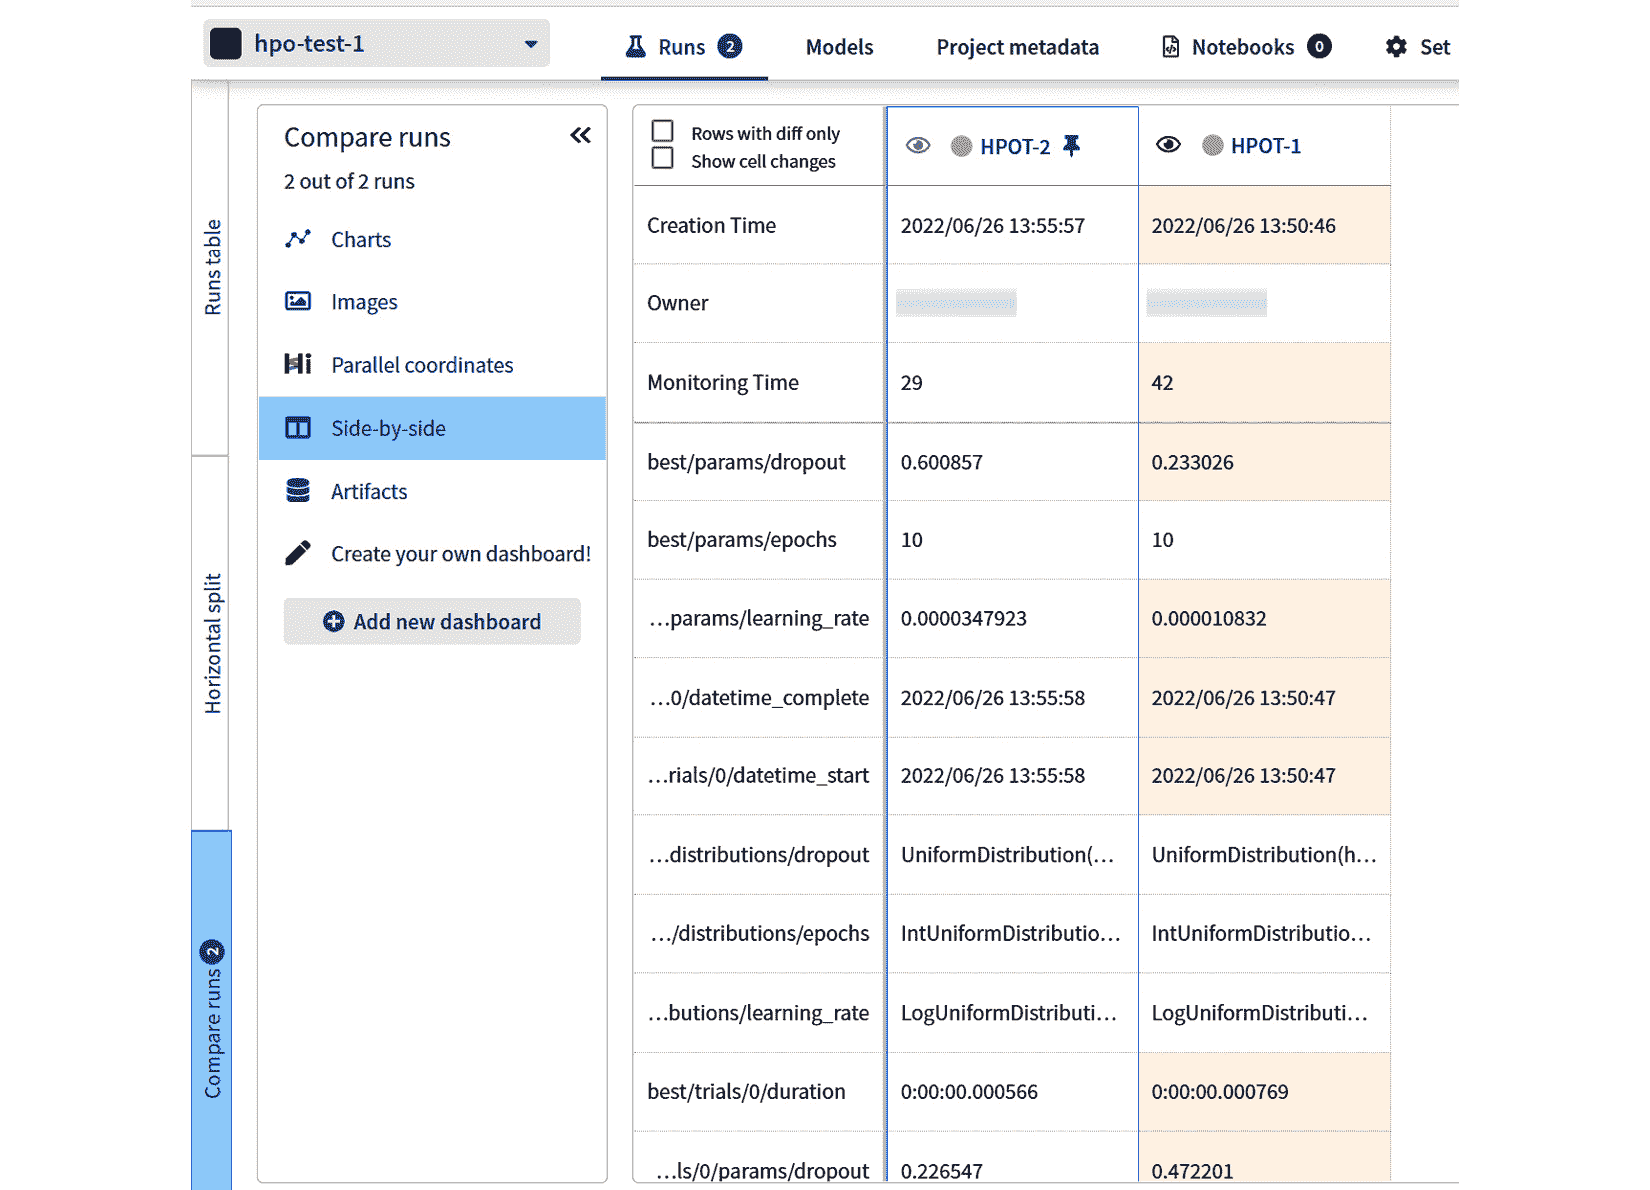 hpo-test-1
Runs 2
Models
Project metadata
Notebooks 0
Set
Runs table
Horizontal split
Compare runs 2
Compare runs
2 out of 2 runs
Charts
Images
Parallel coordinates
Side-by-side
Artifacts
Create your own dashboard!
Add new dashboard
Rows with diff only
Show cell changes
HPOT-2
HPOT-1
Creation Time 2022/06/26 13:55:57 2022/06/26 13:50:46
Owner
Monitoring Time 29 42
best/params/dropout 0.600857 0.233026
best/params/epochs 10 10
...params/learning_rate 0.0000347923 0.000010832
...0/datetime_complete 2022/06/26 13:55:58 2022/06/26 13:50:47
...rials/0/datetime_start 2022/06/26 13:55:58 2022/06/26 13:50:47
...distributions/dropout UniformDistribution(... UniformDistribution(h...
.../distributions/epochs IntUniformDistributio... IntUniformDistributio...
...butions/learning_rate LogUniformDistributi... LogUniformDistributi...
best/trials/0/duration 0:00:00.000566 0:00:00.000769
...ls/0/params/dropout 0.226547 0.472201